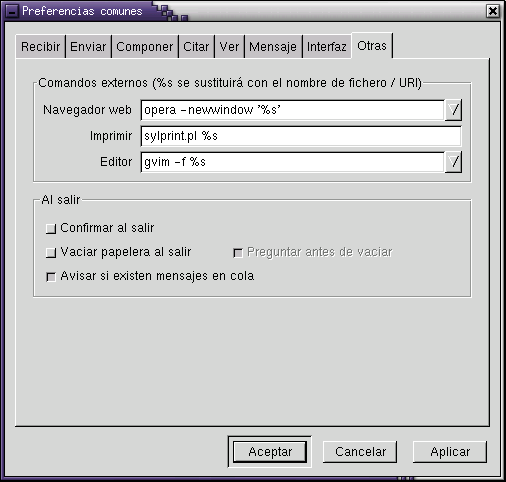 Preferencias comunes
Recibir Enviar Componer Citar Ver Mensaje Interfaz Otras
Comandos externos (%s se sustituirá con el nombre de fichero / URI)
Navegador web opera -newwindow '%s'
Imprimir sylprint.pl %s
Editor gvim -f %s
Al salir
Confirmar al salir
Vaciar papelera al salir Preguntar antes de vaciar
Avisar si existen mensajes en cola
Aceptar Cancelar Aplicar